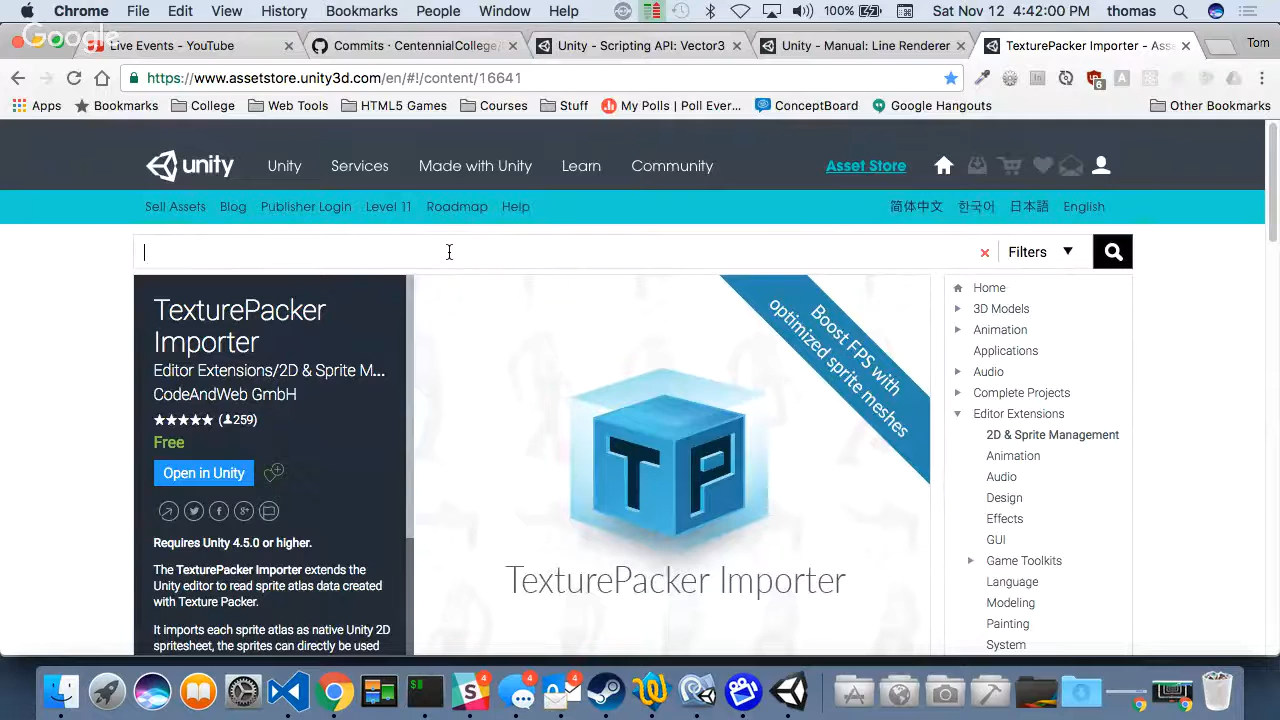 Chrome File Edit View History Bookmarks People Window Help 100% Sat Nov 12 4:42:00 PM thomas
Google
Live Events - YouTube Commits · CentennialCollege/ Unity - Scripting API: Vector3 Unity - Manual: Line Renderer TexturePacker Importer - Ass Tom
https://www.assetstore.unity3d.com/en/#!/content/16641 6
Apps Bookmarks College Web Tools HTML5 Games Courses Stuff My Polls | Poll Ever... ConceptBoard Google Hangouts Other Bookmarks
unity Unity Services Made with Unity Learn Community Asset Store
Sell Assets Blog Publisher Login Level 11 Roadmap Help 简体中文 한국어 日本語 English
Filters
TexturePacker
Importer
Editor Extensions/2D & Sprite M...
CodeAndWeb GmbH
★★★★★ (259)
Free
Open in Unity
Requires Unity 4.5.0 or higher.
The TexturePacker Importer extends the
Unity editor to read sprite atlas data created
with Texture Packer.
It imports each sprite atlas as native Unity 2D
spritesheet, the sprites can directly be used
Boost FPS with
optimized sprite meshes
TP
TexturePacker Importer
Home
3D Models
Animation
Applications
Audio
Complete Projects
Editor Extensions
2D & Sprite Management
Animation
Audio
Design
Effects
GUI
Game Toolkits
Language
Modeling
Painting
System
4 4 4